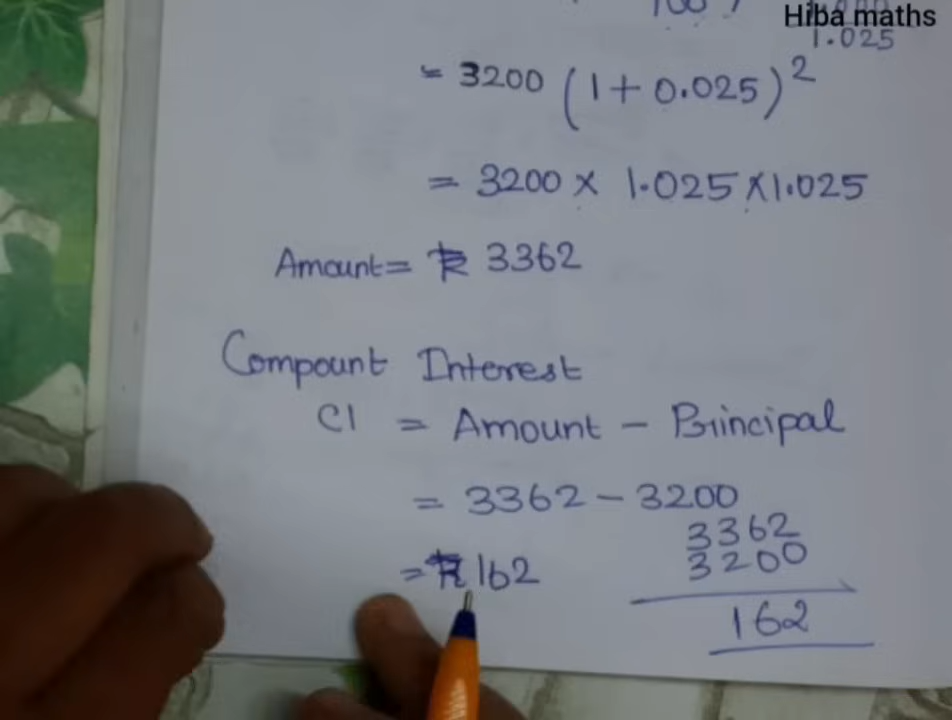 Hiba maths
1.025
= 3200 (1+ 0.025)²
= 3200 × 1.025 × 1.025
Amount = ₹ 3362
Compount Interest
CI = Amount - Principal
= 3362 - 3200
= ₹ 162
3362
3200
162